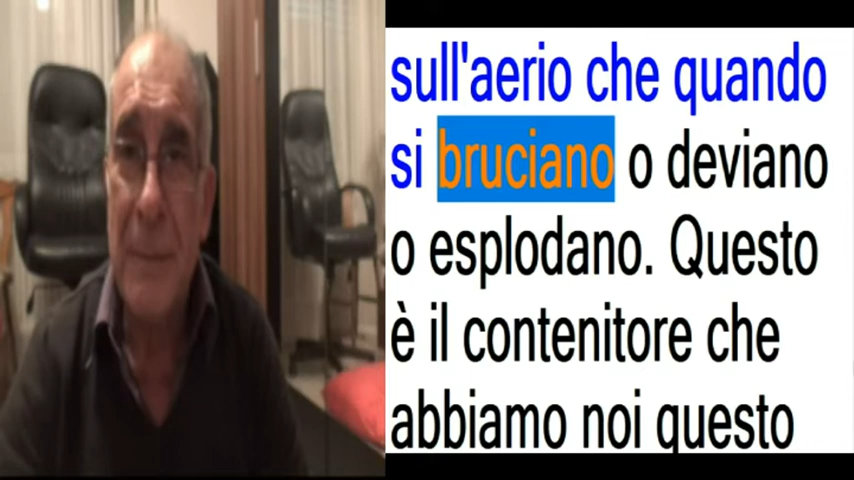 sull'aerio che quando
si bruciano o deviano
o esplodano. Questo
è il contenitore che
abbiamo noi questo